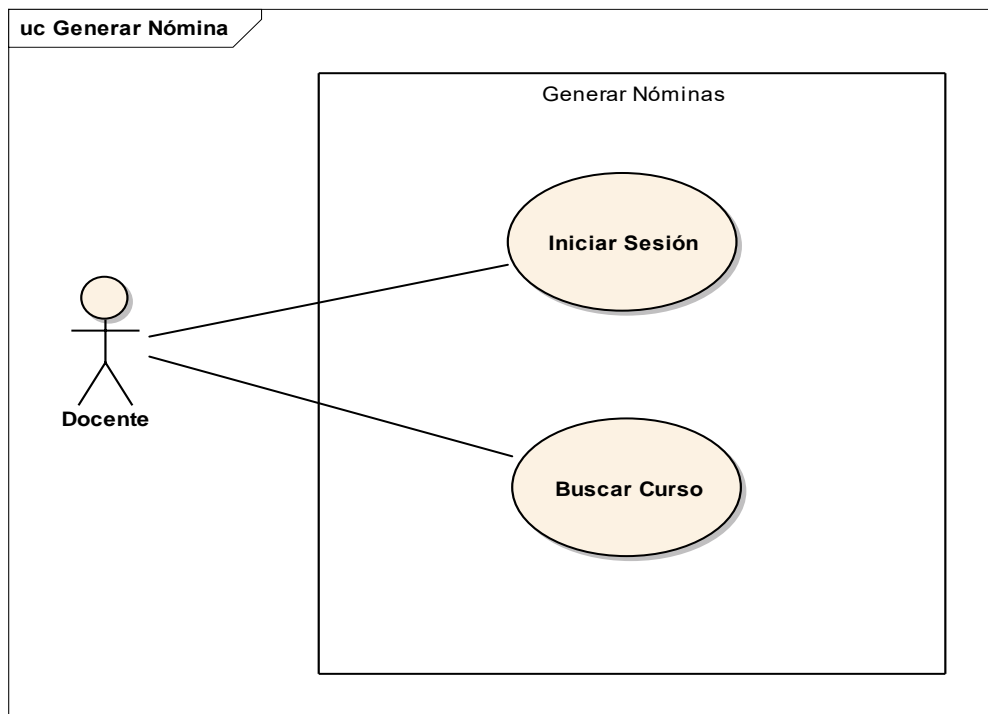 uc Generar Nómina
Generar Nóminas
Iniciar Sesión
Docente
Buscar Curso